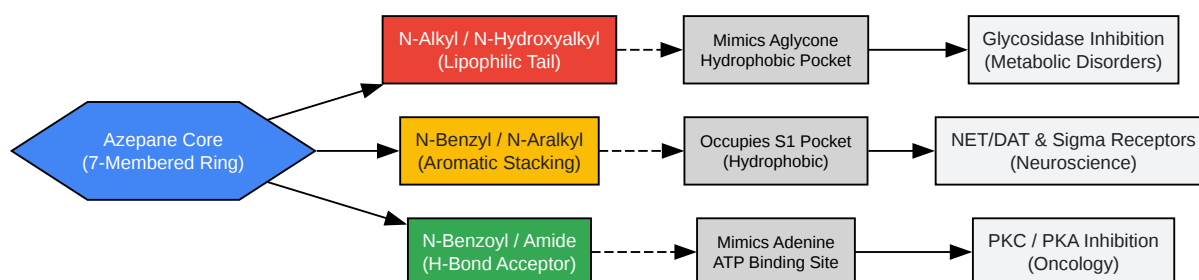 Azepane Core
(7-Membered Ring)
N-Alkyl / N-Hydroxyalkyl
(Lipophilic Tail)
Mimics Aglycone
Hydrophobic Pocket
Glycosidase Inhibition
(Metabolic Disorders)
N-Benzyl / N-Aralkyl
(Aromatic Stacking)
Occupies S1 Pocket
(Hydrophobic)
NET/DAT & Sigma Receptors
(Neuroscience)
N-Benzoyl / Amide
(H-Bond Acceptor)
Mimics Adenine
ATP Binding Site
PKC / PKA Inhibition
(Oncology)